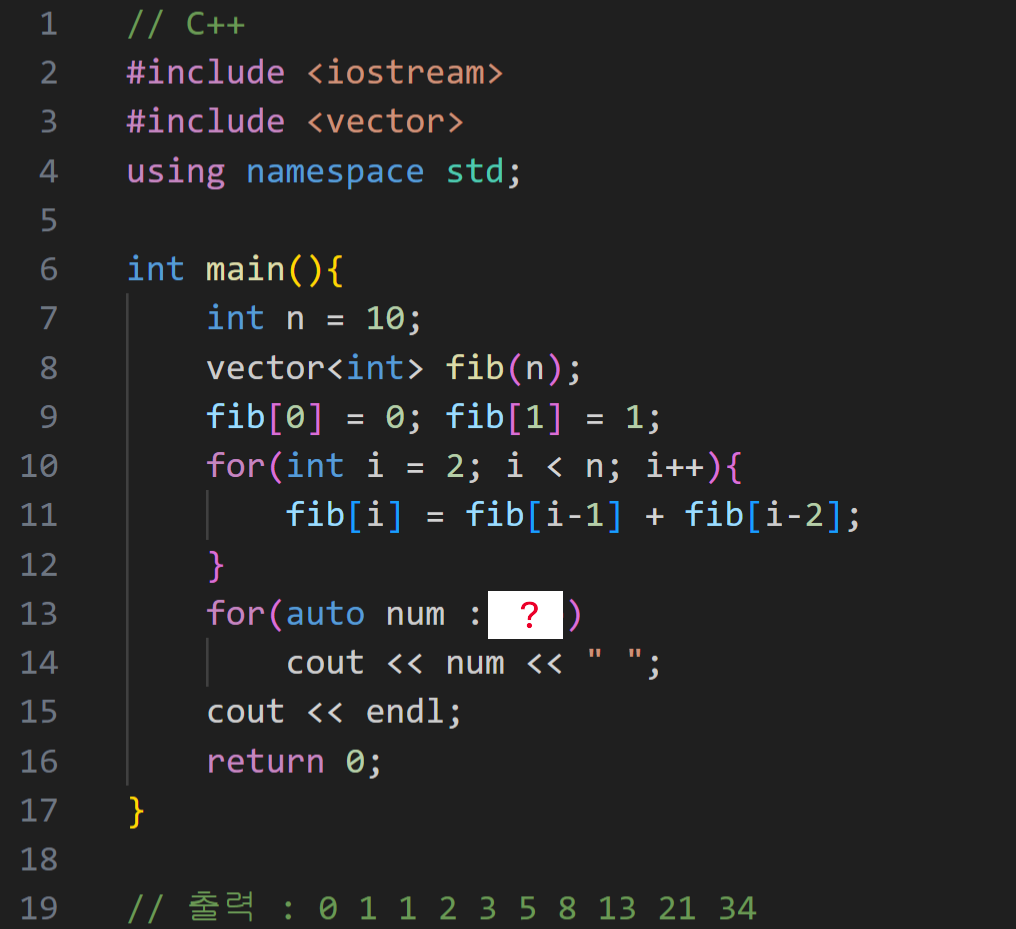 1 // C++
2 #include <iostream>
3 #include <vector>
4 using namespace std;
5
6 int main(){
7     int n = 10;
8     vector<int> fib(n);
9     fib[0] = 0; fib[1] = 1;
10     for(int i = 2; i < n; i++){
11         fib[i] = fib[i-1] + fib[i-2];
12     }
13     for(auto num : ? )
14         cout << num << " ";
15     cout << endl;
16     return 0;
17 }
18
19 // 출력 : 0 1 1 2 3 5 8 13 21 34